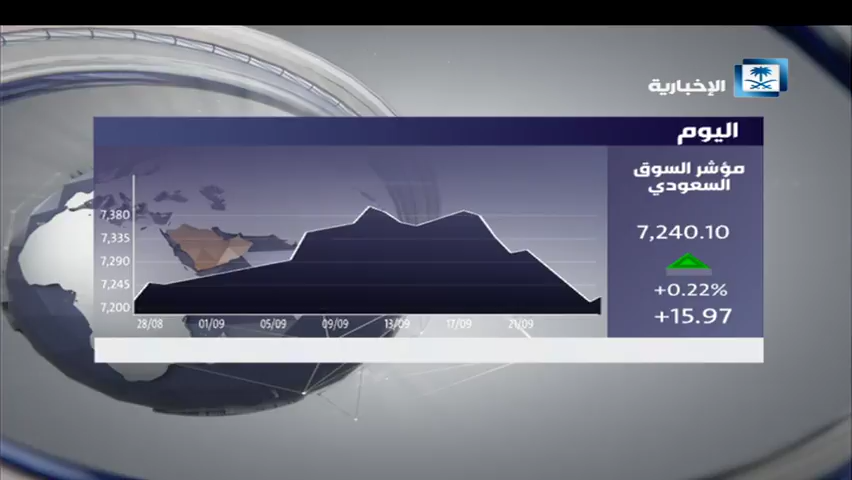 الإخبارية
اليوم
مؤشر السوق
السعودي
7,240.10
+0.22%
+15.97
7,380
7,335
7,290
7,245
7,200
28/08 01/09 05/09 09/09 13/09 17/09 21/09